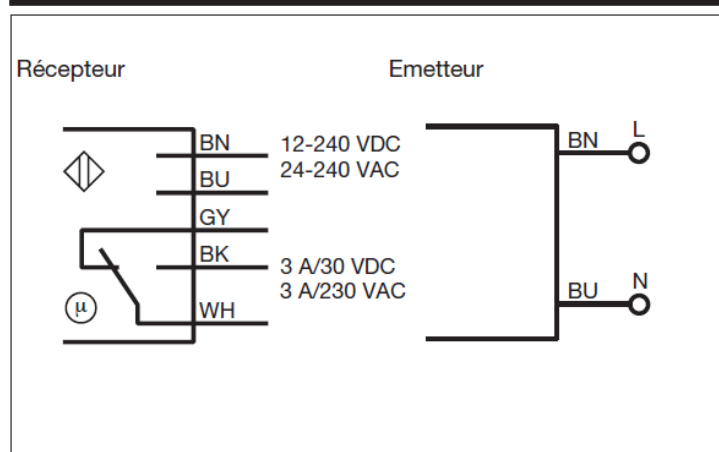 Récepteur
Emetteur
BN
12-240 VDC
24-240 VAC
BU
GY
BK
3 A/30 VDC
3 A/230 VAC
WH
µ
BN
L
BU
N